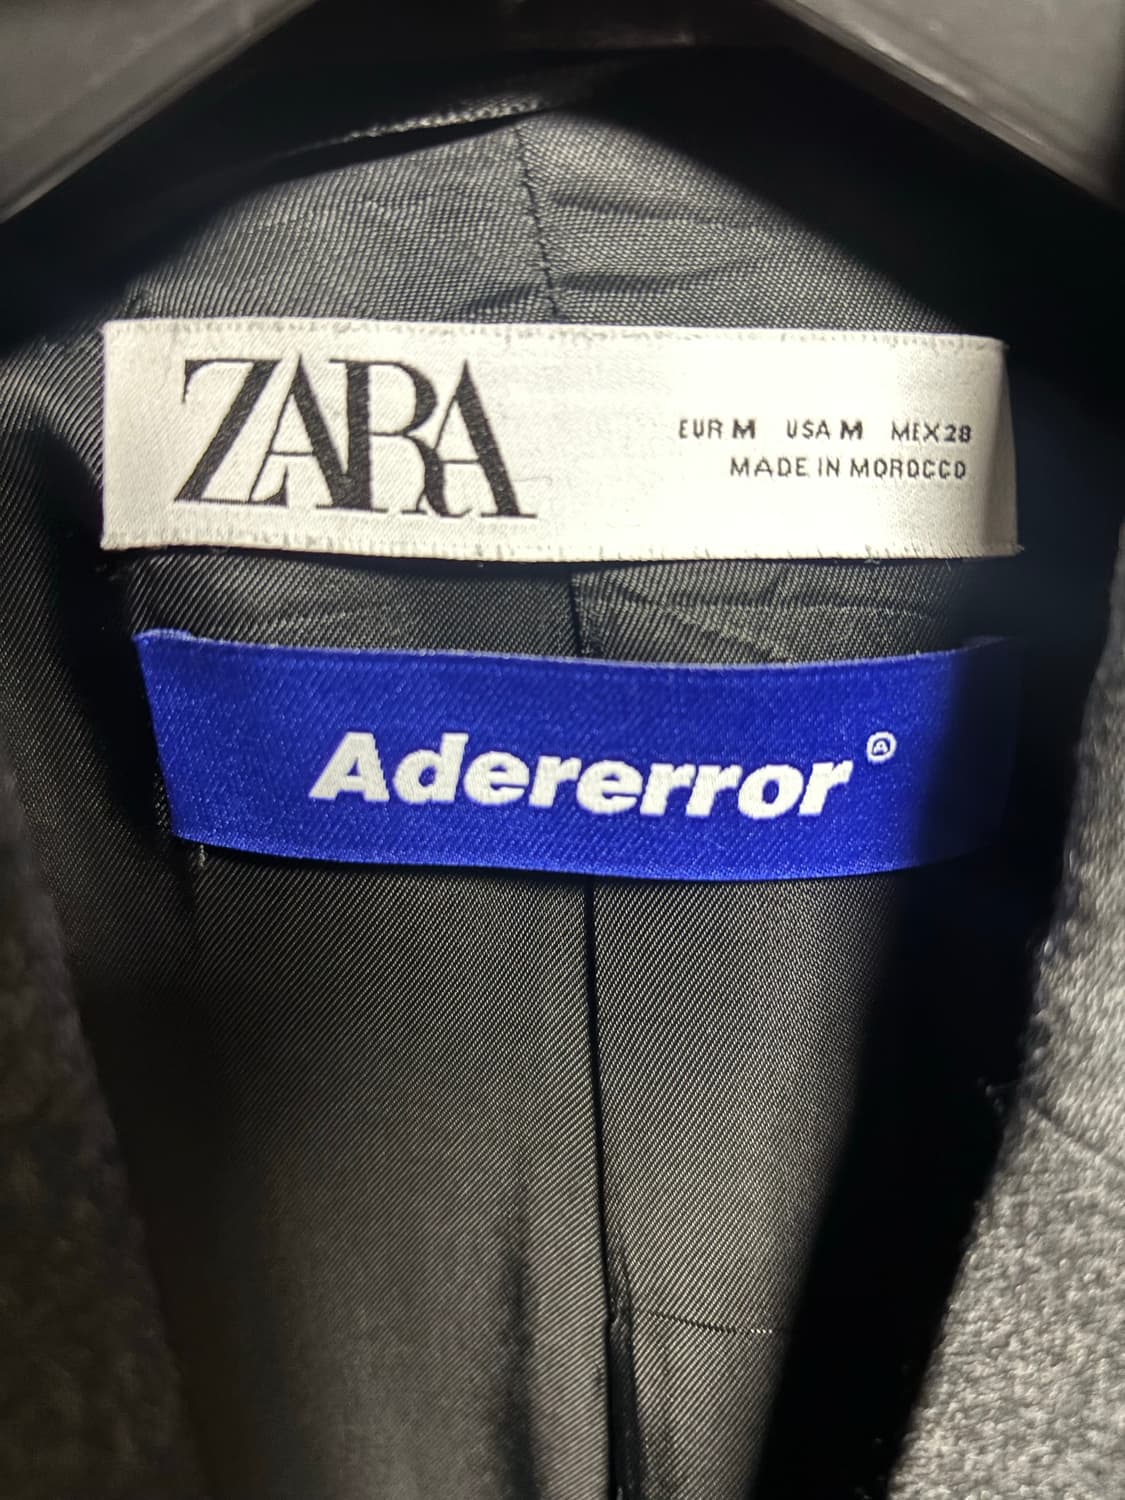 ZARA
EUR M USA M MEX 28
MADE IN MOROCCO
Adererror Ⓐ